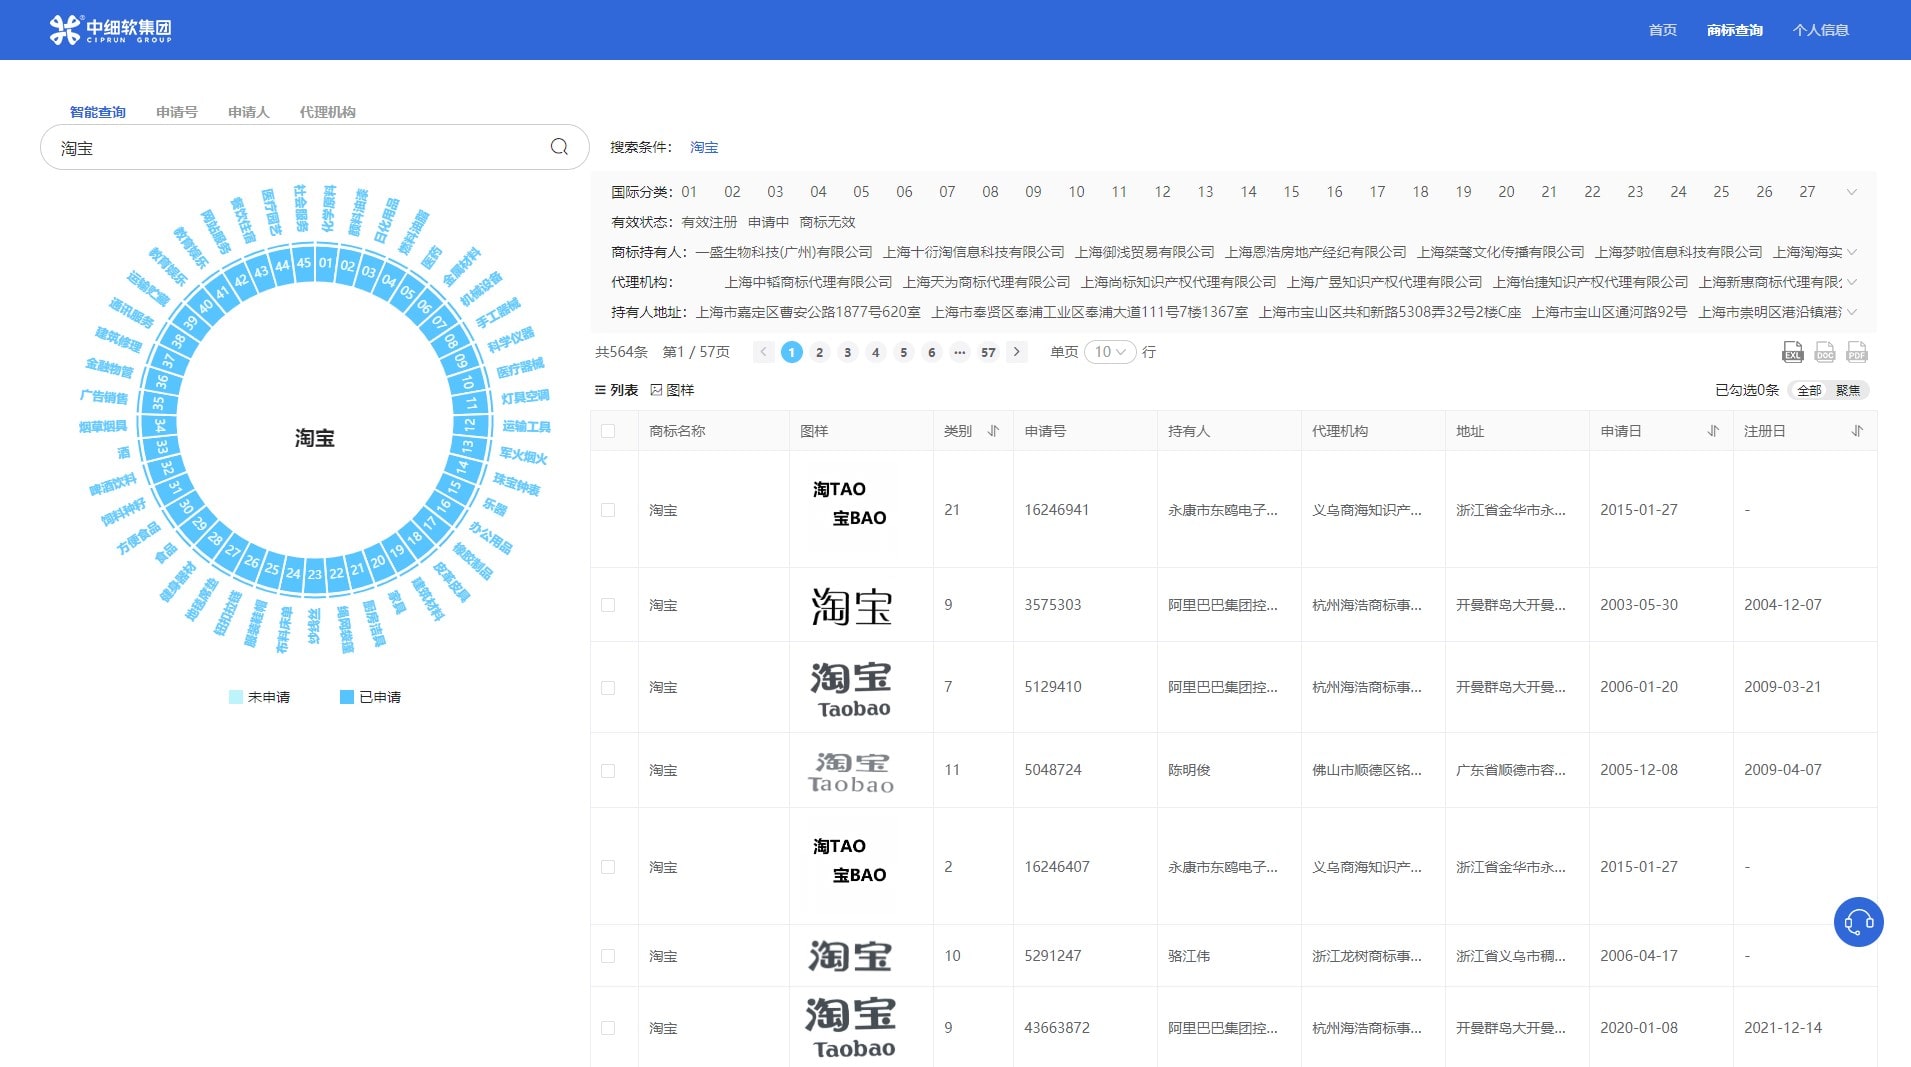 中细软集团
CIPRUN GROUP
首页 商标查询 个人信息
智能查询 申请号 申请人 代理机构
淘宝
搜索条件: 淘宝
国际分类: 01 02 03 04 05 06 07 08 09 10 11 12 13 14 15 16 17 18 19 20 21 22 23 24 25 26 27
有效状态: 有效注册 申请中 商标无效
商标持有人: 一盛生物科技(广州)有限公司 上海十衍淘信息科技有限公司 上海御浅贸易有限公司 上海恩浩房地产经纪有限公司 上海桀骜文化传播有限公司 上海梦啦信息科技有限公司 上海淘海实
代理机构: 上海中韬商标代理有限公司 上海天为商标代理有限公司 上海尚标知识产权代理有限公司 上海广昱知识产权代理有限公司 上海怡捷知识产权代理有限公司 上海新惠商标代理有限
持有人地址: 上海市嘉定区曹安公路1877号620室 上海市奉贤区奉浦工业区奉浦大道111号7楼1367室 上海市宝山区共和新路5308弄32号2楼C座 上海市宝山区通河路92号 上海市崇明区港沿镇港
共564条 第1 / 57页 1 2 3 4 5 6 ••• 57 单页 10 行
EXL DOC PDF
列表 图样 已勾选0条 全部 聚焦
商标名称 图样 类别 申请号 持有人 代理机构 地址 申请日 注册日
淘宝 淘TAO 宝BAO 21 16246941 永康市东鸥电子... 义乌商海知识产... 浙江省金华市永... 2015-01-27 -
淘宝 淘宝 9 3575303 阿里巴巴集团控... 杭州海浩商标事... 开曼群岛大开曼... 2003-05-30 2004-12-07
淘宝 淘宝 Taobao 7 5129410 阿里巴巴集团控... 杭州海浩商标事... 开曼群岛大开曼... 2006-01-20 2009-03-21
淘宝 淘宝 Taobao 11 5048724 陈明俊 佛山市顺德区铭... 广东省顺德市容... 2005-12-08 2009-04-07
淘宝 淘TAO 宝BAO 2 16246407 永康市东鸥电子... 义乌商海知识产... 浙江省金华市永... 2015-01-27 -
淘宝 淘宝 10 5291247 骆江伟 浙江龙树商标事... 浙江省义乌市稠... 2006-04-17 -
淘宝 淘宝 Taobao 9 43663872 阿里巴巴集团控... 杭州海浩商标事... 开曼群岛大开曼... 2020-01-08 2021-12-14
淘宝
01 化学原料
02 颜料油漆
03 日化用品
04 燃料油脂
05 医药
06 金属材料
07 机械设备
08 手工器械
09 科学仪器
10 医疗器械
11 灯具空调
12 运输工具
13 军火烟火
14 珠宝钟表
15 乐器
16 办公用品
17 橡胶制品
18 皮革皮具
19 建筑材料
20 家具
21 厨房洁具
22 绳网袋篷
23 纱线丝
24 布料床单
25 服装鞋帽
26 钮扣拉链
27 地毯席垫
28 健身器材
29 食品
30 方便食品
31 饲料种籽
32 啤酒饮料
33 酒
34 烟草烟具
35 广告销售
36 金融物管
37 建筑修理
38 通讯服务
39 运输贮藏
40 教育娱乐
41 教育娱乐
42 网站服务
43 餐饮住宿
44 医疗园艺
45 社会服务
未申请 已申请